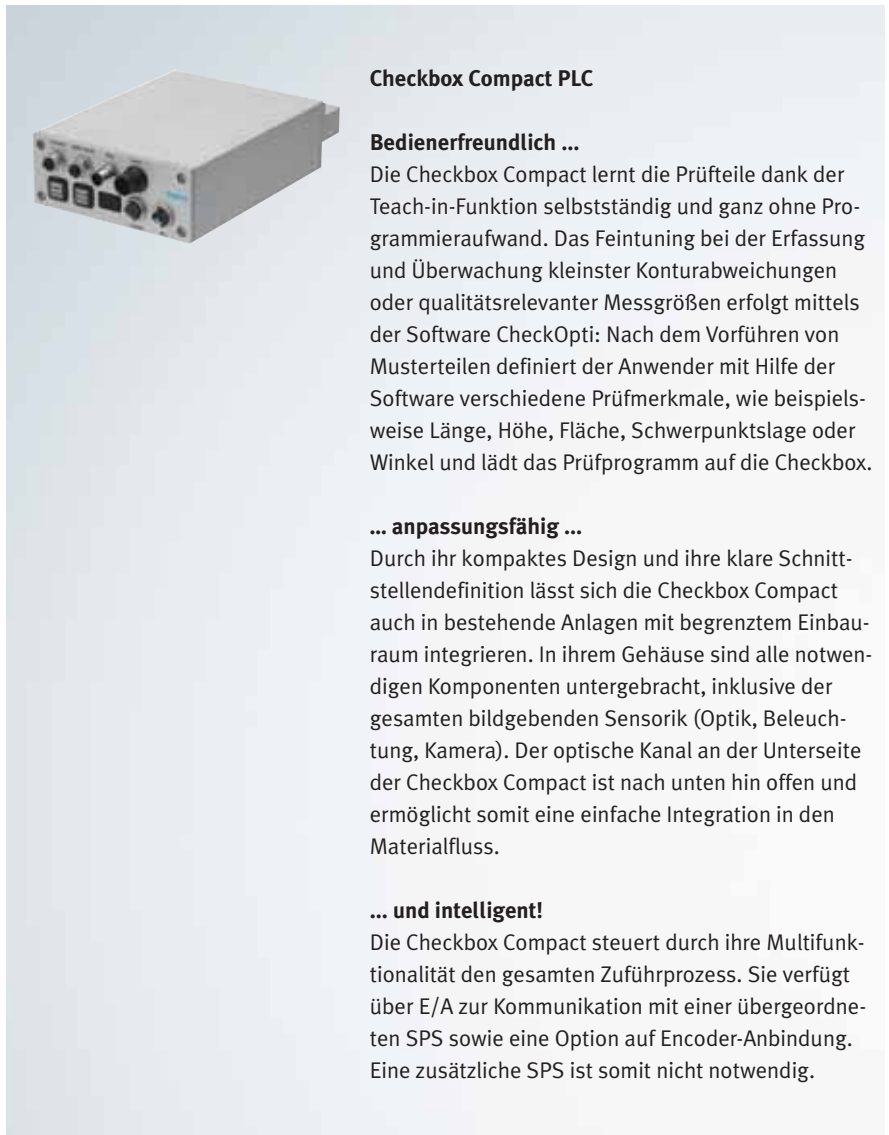 Checkbox Compact PLC
Bedienerfreundlich ...
Die Checkbox Compact lernt die Prüfteile dank der
Teach-in-Funktion selbstständig und ganz ohne Pro-
grammieraufwand. Das Feintuning bei der Erfassung
und Überwachung kleinster Konturabweichungen
oder qualitätsrelevanter Messgrößen erfolgt mittels
der Software CheckOpti: Nach dem Vorführen von
Musterteilen definiert der Anwender mit Hilfe der
Software verschiedene Prüfmerkmale, wie beispiels-
weise Länge, Höhe, Fläche, Schwerpunktslage oder
Winkel und lädt das Prüfprogramm auf die Checkbox.
... anpassungsfähig ...
Durch ihr kompaktes Design und ihre klare Schnitt-
stellendefinition lässt sich die Checkbox Compact
auch in bestehende Anlagen mit begrenztem Einbau-
raum integrieren. In ihrem Gehäuse sind alle notwen-
digen Komponenten untergebracht, inklusive der
gesamten bildgebenden Sensorik (Optik, Beleuch-
tung, Kamera). Der optische Kanal an der Unterseite
der Checkbox Compact ist nach unten hin offen und
ermöglicht somit eine einfache Integration in den
Materialfluss.
... und intelligent!
Die Checkbox Compact steuert durch ihre Multifunk-
tionalität den gesamten Zuführprozess. Sie verfügt
über E/A zur Kommunikation mit einer übergeordne-
ten SPS sowie eine Option auf Encoder-Anbindung.
Eine zusätzliche SPS ist somit nicht notwendig.